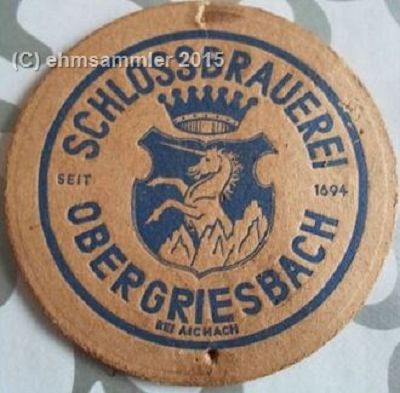 (C) ehmsammler 2015
SCHLOSSBRAUEREI
SEIT 1694
OBERGRIESBACH
BEI AICHACH